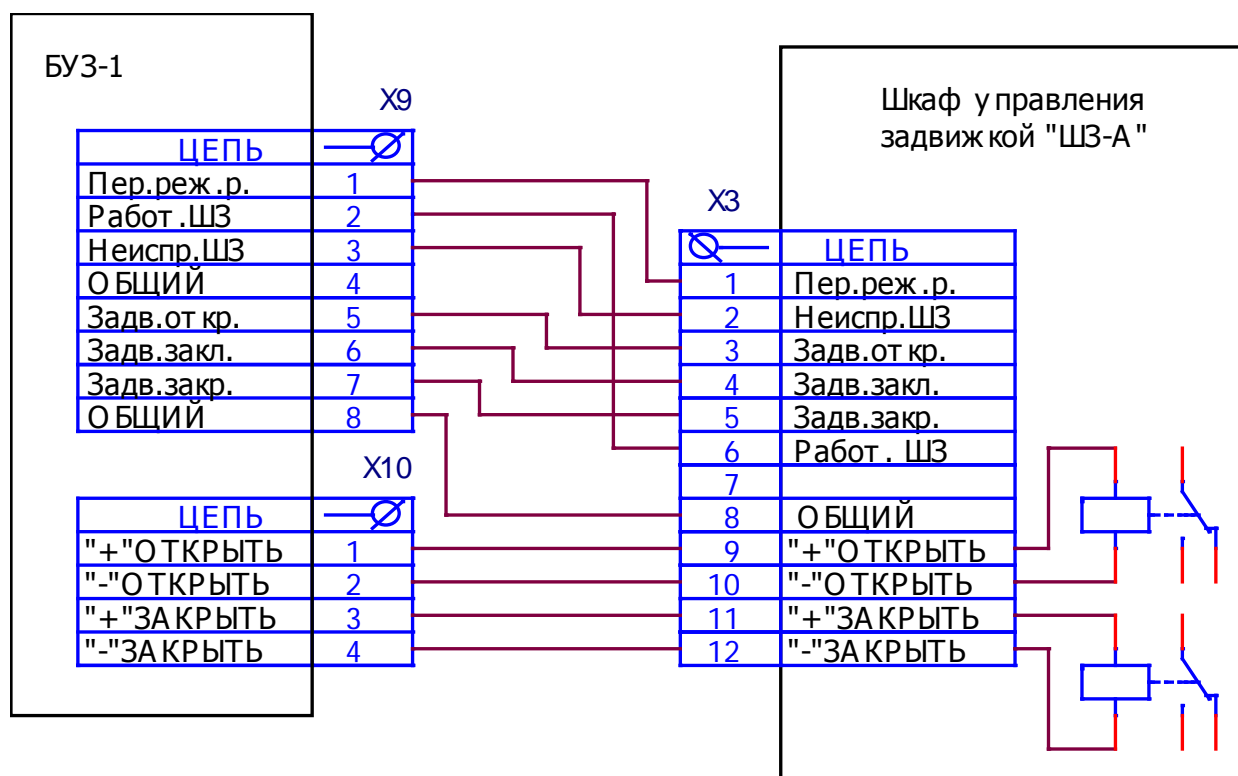 БУЗ-1
Шкаф управления
задвижкой "ШЗ-А"
X9
ЦЕПЬ
Пер.реж.р. 1
Работ.ШЗ 2
Неиспр.ШЗ 3
ОБЩИЙ 4
Задв.откр. 5
Задв.закл. 6
Задв.закр. 7
ОБЩИЙ 8
X10
ЦЕПЬ
"+"ОТКРЫТЬ 1
"-"ОТКРЫТЬ 2
"+"ЗАКРЫТЬ 3
"-"ЗАКРЫТЬ 4
X3
ЦЕПЬ
1 Пер.реж.р.
2 Неиспр.ШЗ
3 Задв.откр.
4 Задв.закл.
5 Задв.закр.
6 Работ. ШЗ
7
8 ОБЩИЙ
9 "+"ОТКРЫТЬ
10 "-"ОТКРЫТЬ
11 "+"ЗАКРЫТЬ
12 "-"ЗАКРЫТЬ